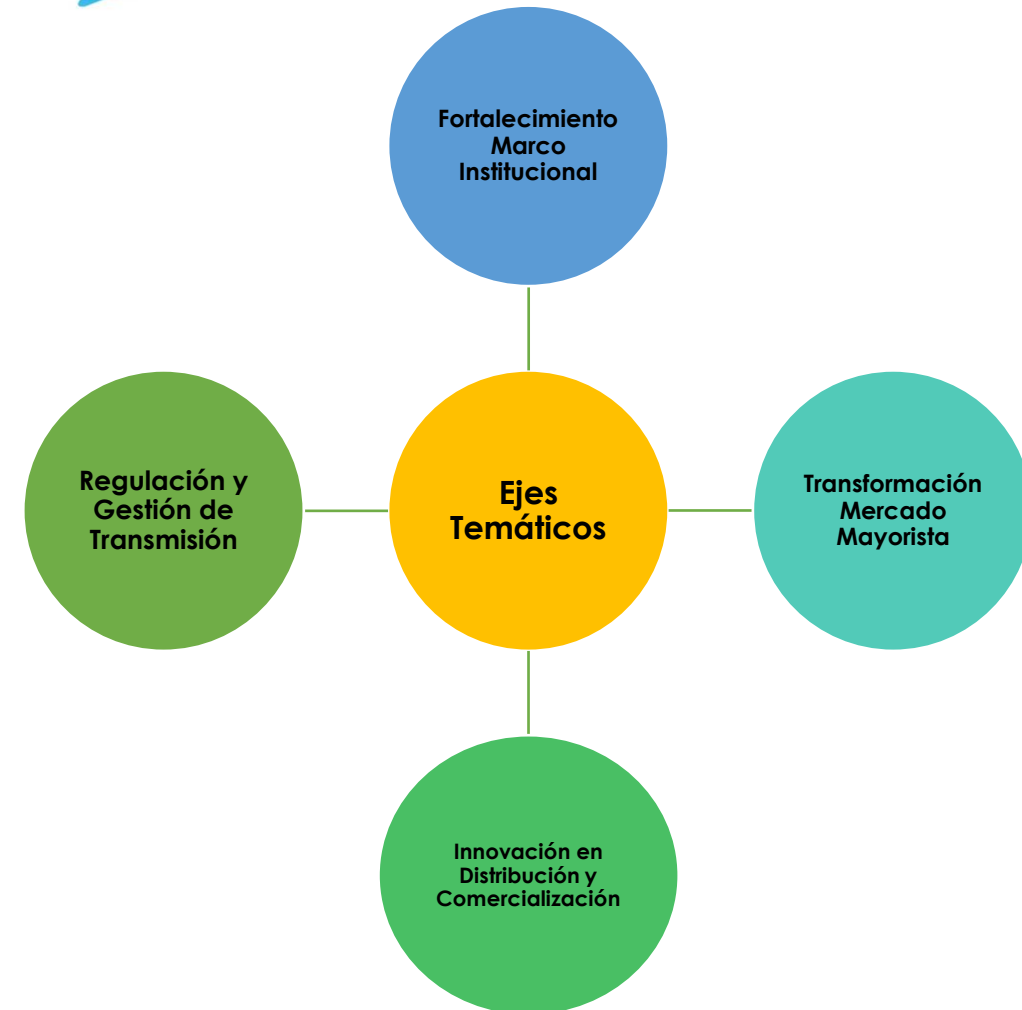 Fortalecimiento
Marco
Institucional
Regulación y
Gestión de
Transmisión
Ejes
Temáticos
Transformación
Mercado
Mayorista
Innovación en
Distribución y
Comercialización